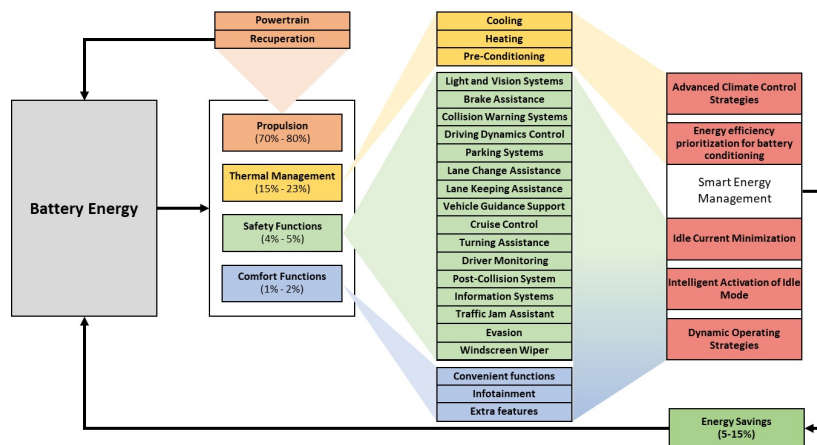 Powertrain
Recuperation
Battery Energy
Propulsion
(70% - 80%)
Thermal Management
(15% - 23%)
Safety Functions
(4% - 5%)
Comfort Functions
(1% - 2%)
Cooling
Heating
Pre-Conditioning
Light and Vision Systems
Brake Assistance
Collision Warning Systems
Driving Dynamics Control
Parking Systems
Lane Change Assistance
Lane Keeping Assistance
Vehicle Guidance Support
Cruise Control
Turning Assistance
Driver Monitoring
Post-Collision System
Information Systems
Traffic Jam Assistant
Evasion
Windscreen Wiper
Convenient functions
Infotainment
Extra features
Advanced Climate Control
Strategies
Energy efficiency
prioritization for battery
conditioning
Smart Energy
Management
Idle Current Minimization
Intelligent Activation of Idle
Mode
Dynamic Operating
Strategies
Energy Savings
(5-15%)